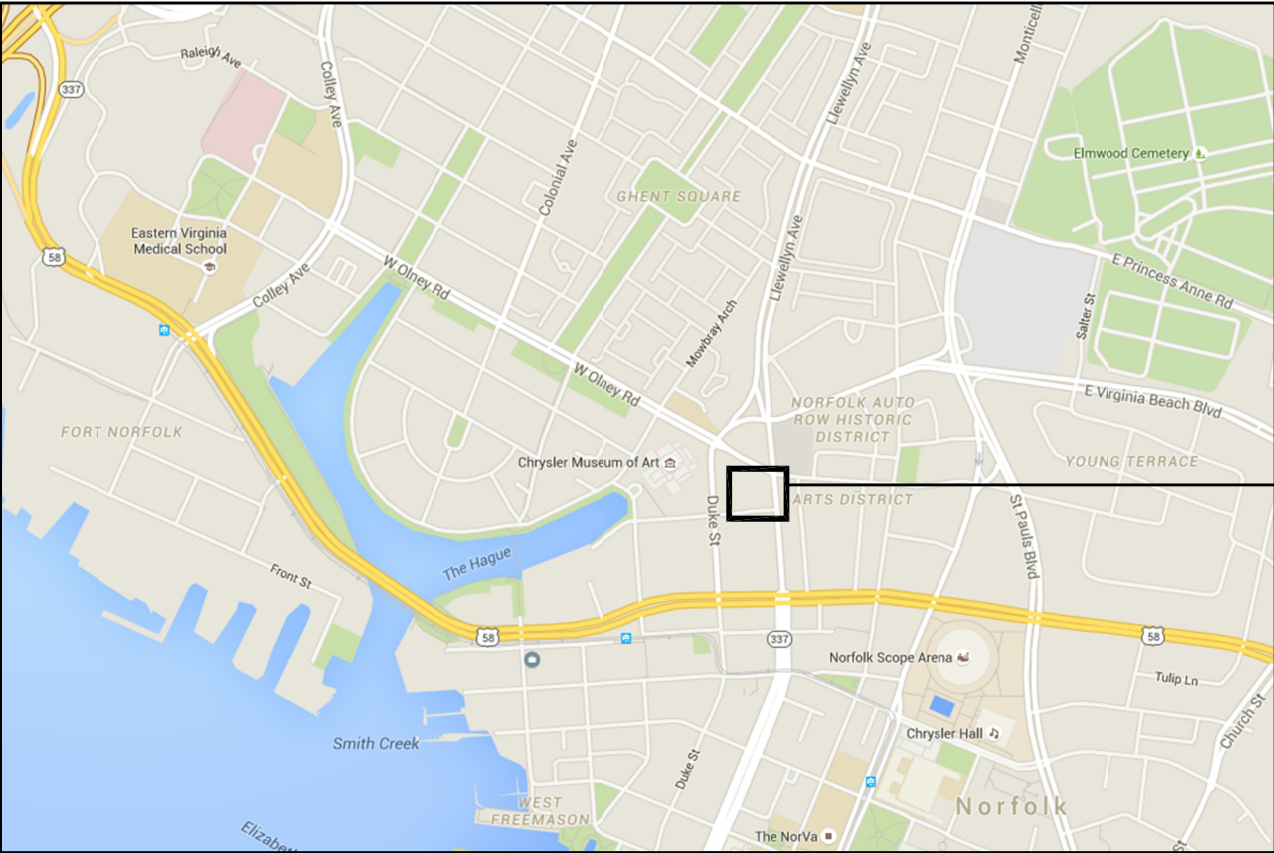 Monticell
Raleigh Ave
337
Colley Ave
Llewellyn Ave
Elmwood Cemetery
Colonial Ave
GHENT SQUARE
Eastern Virginia
Medical School
58
Llewellyn Ave
W Olney Rd
E Princess Anne Rd
Colley Ave
Salter St
Mowbray Arch
W Olney Rd
E Virginia Beach Blvd
NORFOLK AUTO
ROW HISTORIC
DISTRICT
FORT NORFOLK
Chrysler Museum of Art
YOUNG TERRACE
ARTS DISTRICT
Duke St
St Pauls Blvd
The Hague
Front St
58
337
58
Norfolk Scope Arena
Tulip Ln
Church St
Smith Creek
Chrysler Hall
Duke St
WEST
FREEMASON
Norfolk
Elizabet
The NorVa
St